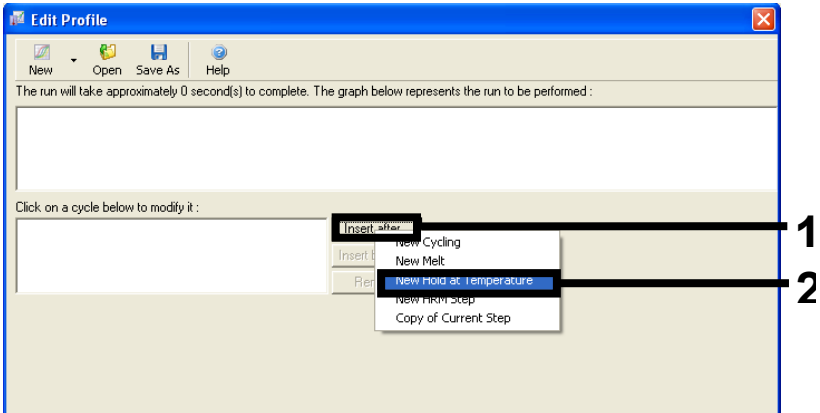 Edit Profile
New Open Save As Help
The run will take approximately 0 second(s) to complete. The graph below represents the run to be performed :
Click on a cycle below to modify it :
Insert after 1
New Cycling
Insert
New Melt
New Hold at Temperature 2
New HRM Step
Copy of Current Step